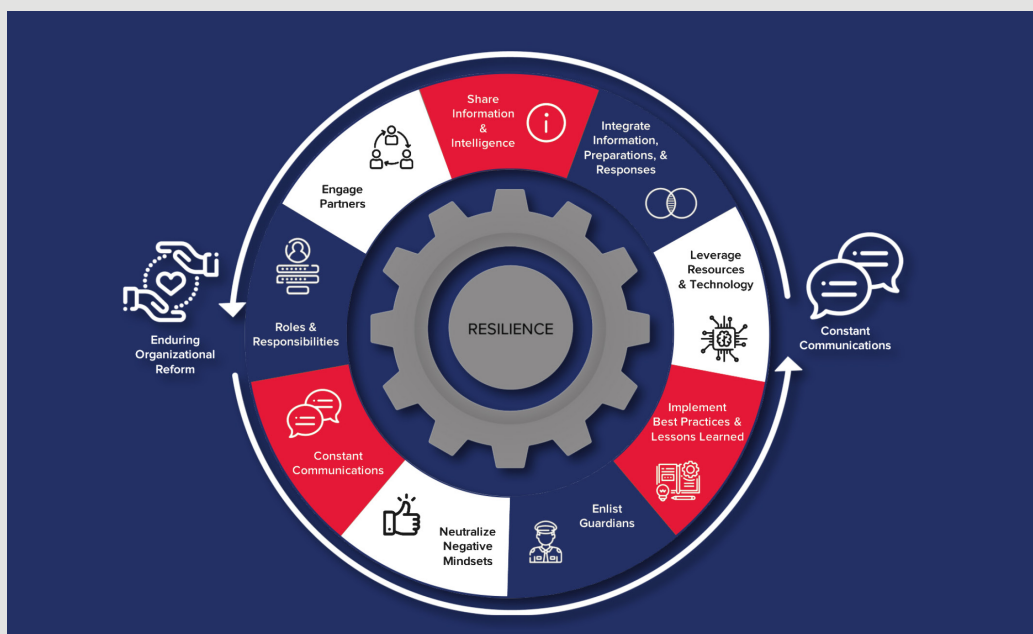 Share
Information
&
Intelligence
Integrate
Information,
Preparations, &
Responses
Leverage
Resources
& Technology
Implement
Best Practices &
Lessons Learned
Enlist
Guardians
Neutralize
Negative
Mindsets
Constant
Communications
Roles &
Responsibilities
Engage
Partners
RESILIENCE
Enduring
Organizational
Reform
Constant
Communications